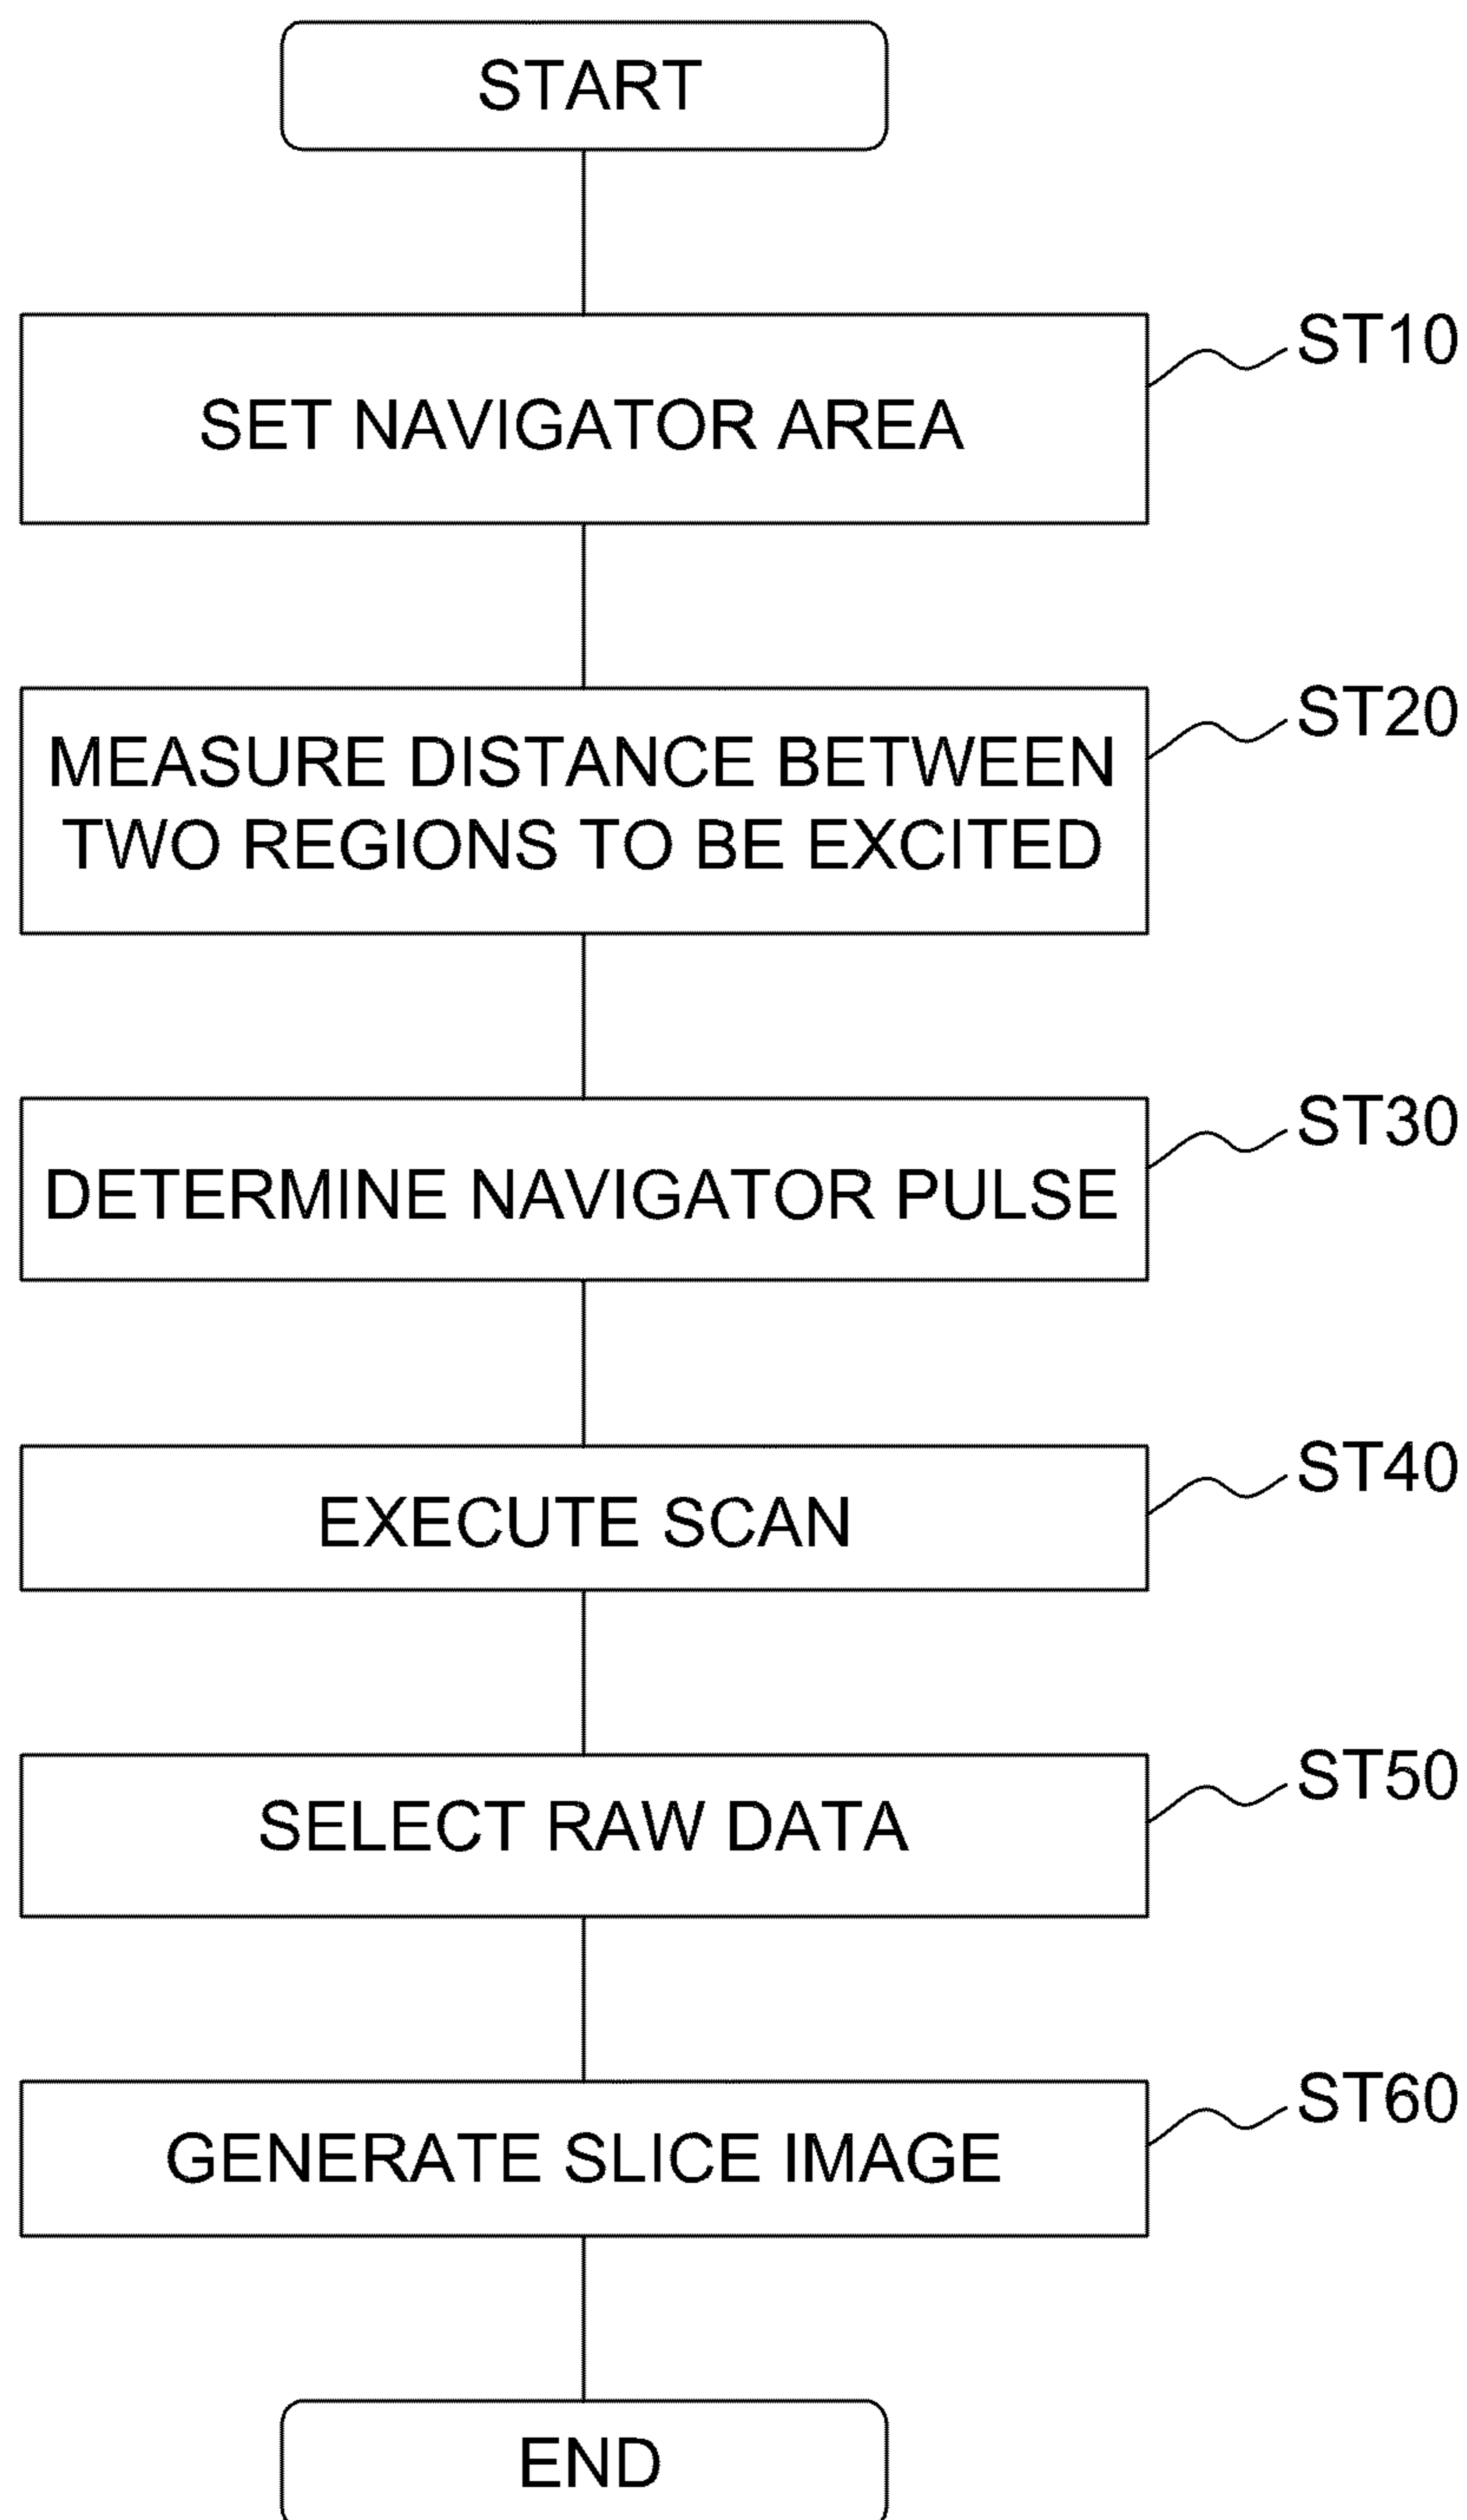 START
ST10
SET NAVIGATOR AREA
ST20
MEASURE DISTANCE BETWEEN
TWO REGIONS TO BE EXCITED
ST30
DETERMINE NAVIGATOR PULSE
ST40
EXECUTE SCAN
ST50
SELECT RAW DATA
ST60
GENERATE SLICE IMAGE
END